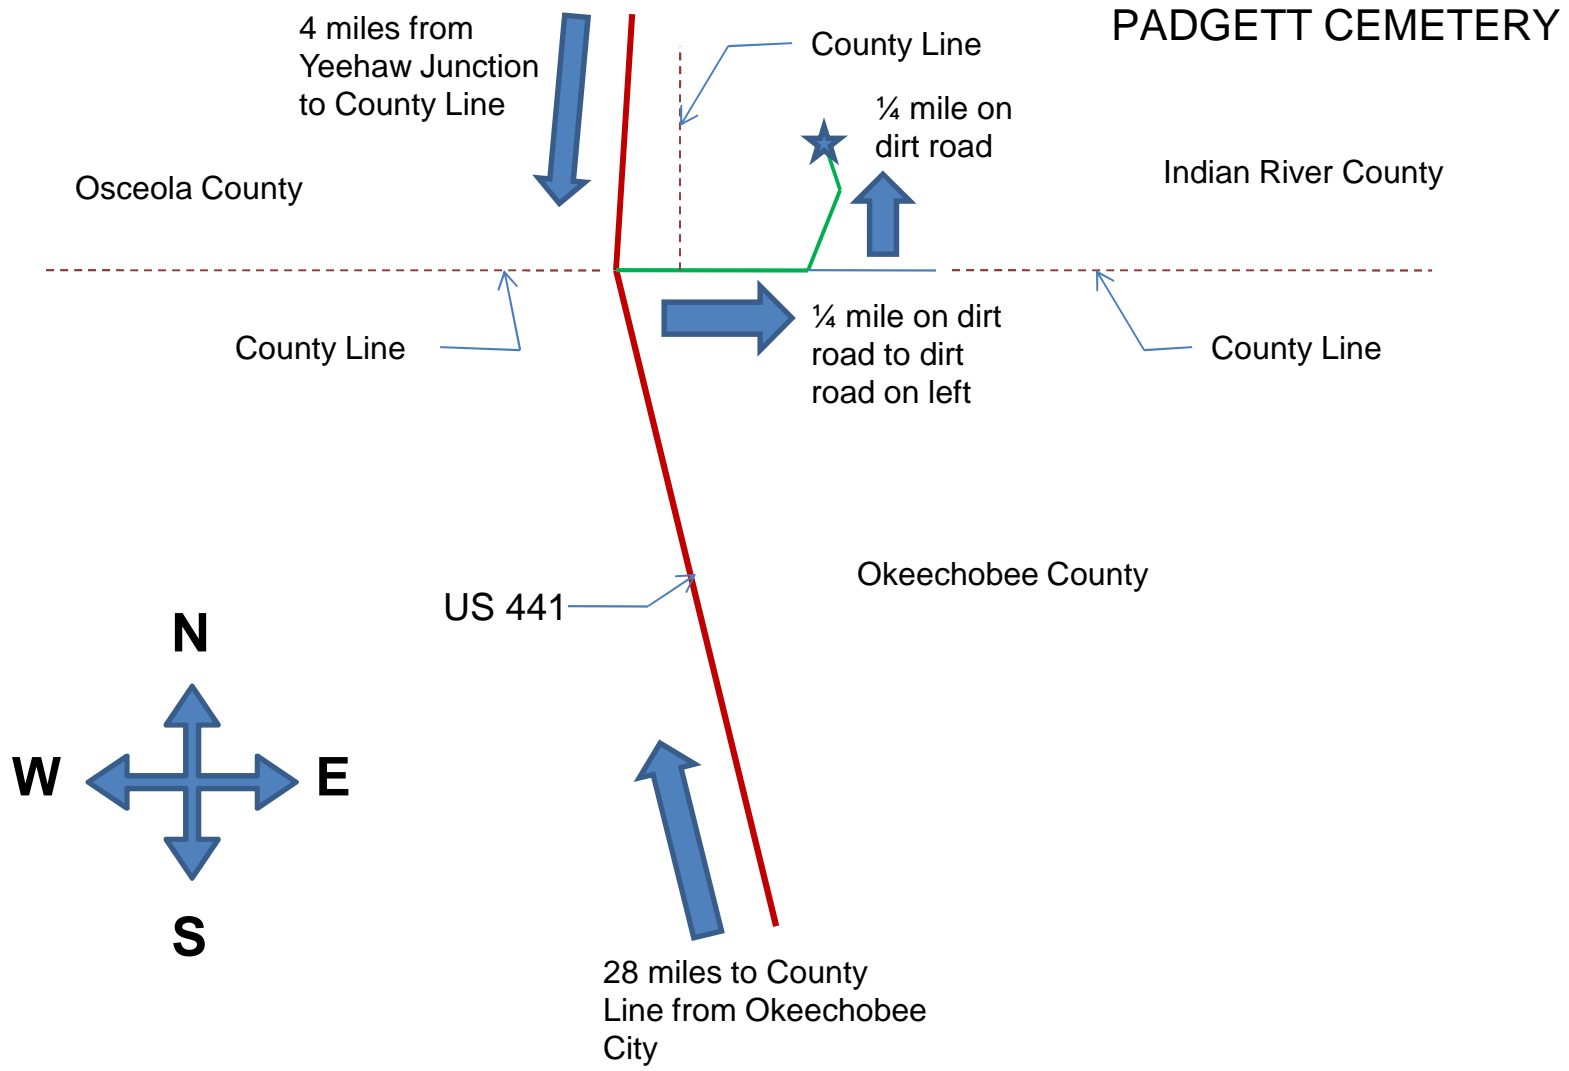 PADGETT CEMETERY
4 miles from
Yeehaw Junction
to County Line
County Line
¼ mile on
dirt road
Osceola County
Indian River County
County Line
¼ mile on dirt
road to dirt
road on left
County Line
Okeechobee County
US 441
N
W
E
S
28 miles to County
Line from Okeechobee
City